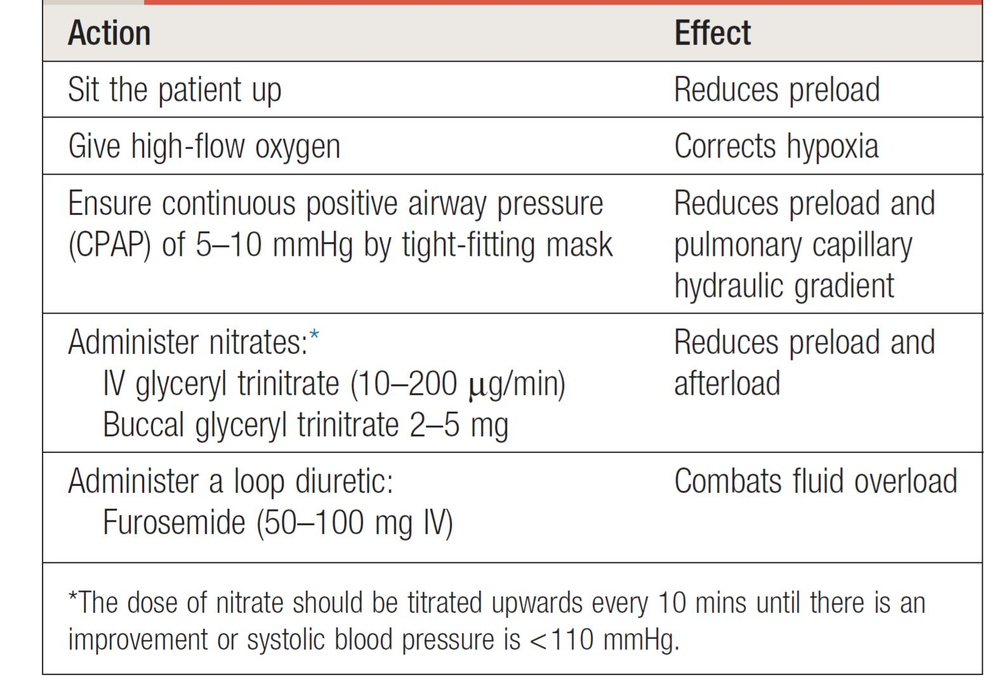 Action Effect
Sit the patient up Reduces preload
Give high-flow oxygen Corrects hypoxia
Ensure continuous positive airway pressure Reduces preload and
(CPAP) of 5–10 mmHg by tight-fitting mask pulmonary capillary
hydraulic gradient
Administer nitrates:* Reduces preload and
IV glyceryl trinitrate (10–200 μg/min) afterload
Buccal glyceryl trinitrate 2–5 mg
Administer a loop diuretic: Combats fluid overload
Furosemide (50–100 mg IV)
*The dose of nitrate should be titrated upwards every 10 mins until there is an
improvement or systolic blood pressure is <110 mmHg.